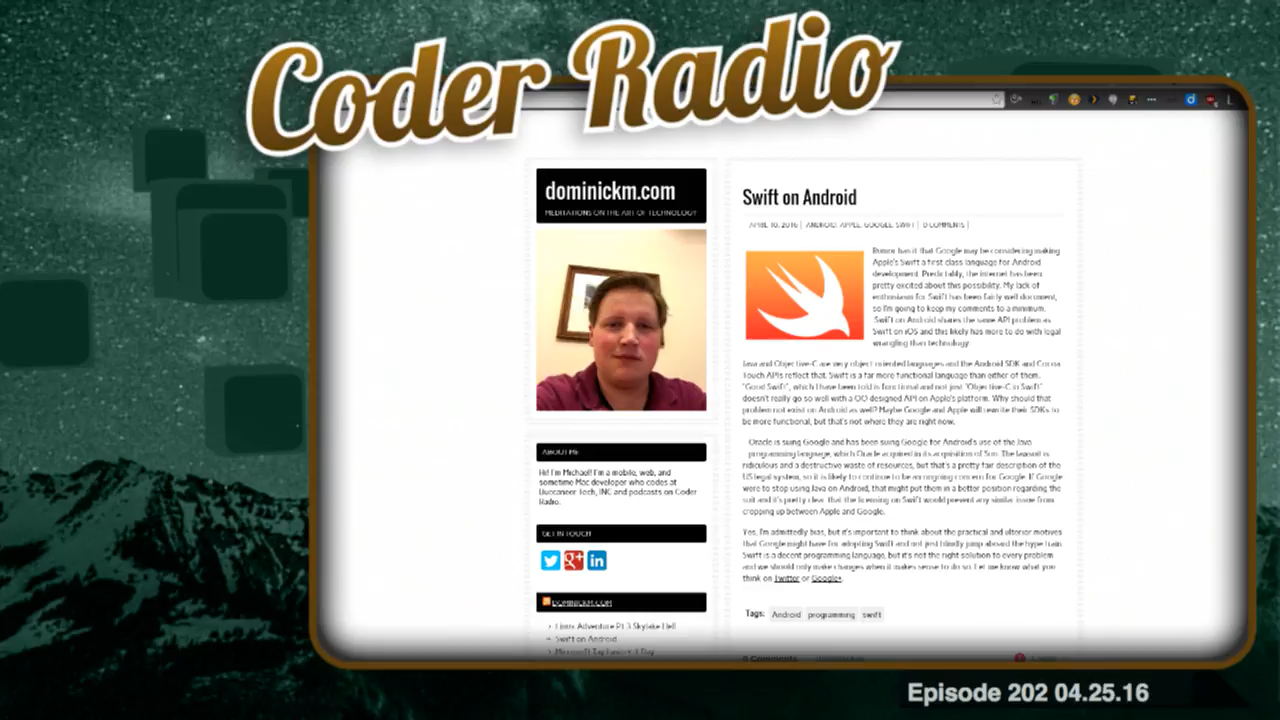 Coder Radio
dominickm.com
MEDITATIONS ON THE ART OF TECHNOLOGY
ABOUT ME
Hi! I'm Michael! I'm a mobile, web, and
sometime Mac developer who codes at
Buccaneer Tech, INC and podcasts on Coder
Radio.
GET IN TOUCH
DOMINICKM.COM
Linux Adventure Pt 3 Skylake Hell
Swift on Android
Swift on Android
APRIL 10, 2016 | ANDROID, APPLE, GOOGLE, SWIFT | 0 COMMENTS |
Rumor has it that Google may be considering making
Apple's Swift a first class language for Android
development. Predictably, the internet has been
pretty excited about this possibility. My lack of
enthusiasm for Swift has been fairly well document,
so I'm going to keep my comments to a minimum.
Swift on Android shares the same API problem as
Swift on iOS and this likely has more to do with legal
wrangling than technology.
Java and Objective-C are very object oriented languages and the Android SDK and Cocoa
Touch APIs reflect that. Swift is a far more functional language than either of them.
"Good Swift", which I have been told is functional and not just "Objective-C in Swift"
doesn't really go so well with a OO designed API on Apple's platform. Why should that
problem not exist on Android as well? Maybe Google and Apple will rewrite their SDKs to
be more functional, but that's not where they are right now.
Oracle is suing Google and has been suing Google for Android's use of the Java
programming language, which Oracle acquired in its acquisition of Sun. The lawsuit is
ridiculous and a destructive waste of resources, but that's a pretty fair description of the
US legal system, so it is likely to continue to be an ongoing concern for Google. If Google
were to stop using Java on Android, that might put them in a better position regarding the
suit and it's pretty clear that the licensing on Swift would prevent any similar issue from
cropping up between Apple and Google.
Yes, I'm admittedly bias, but it's important to think about the practical and ulterior motives
that Google might have for adopting Swift and not just blindly jump aboard the hype train.
Swift is a decent programming language, but it's not the right solution to every problem
and we should only make changes when it makes sense to do so. Let me know what you
think on Twitter or Google+.
Tags: Android programming swift
0 Comments dominickm
Episode 202 04.25.16